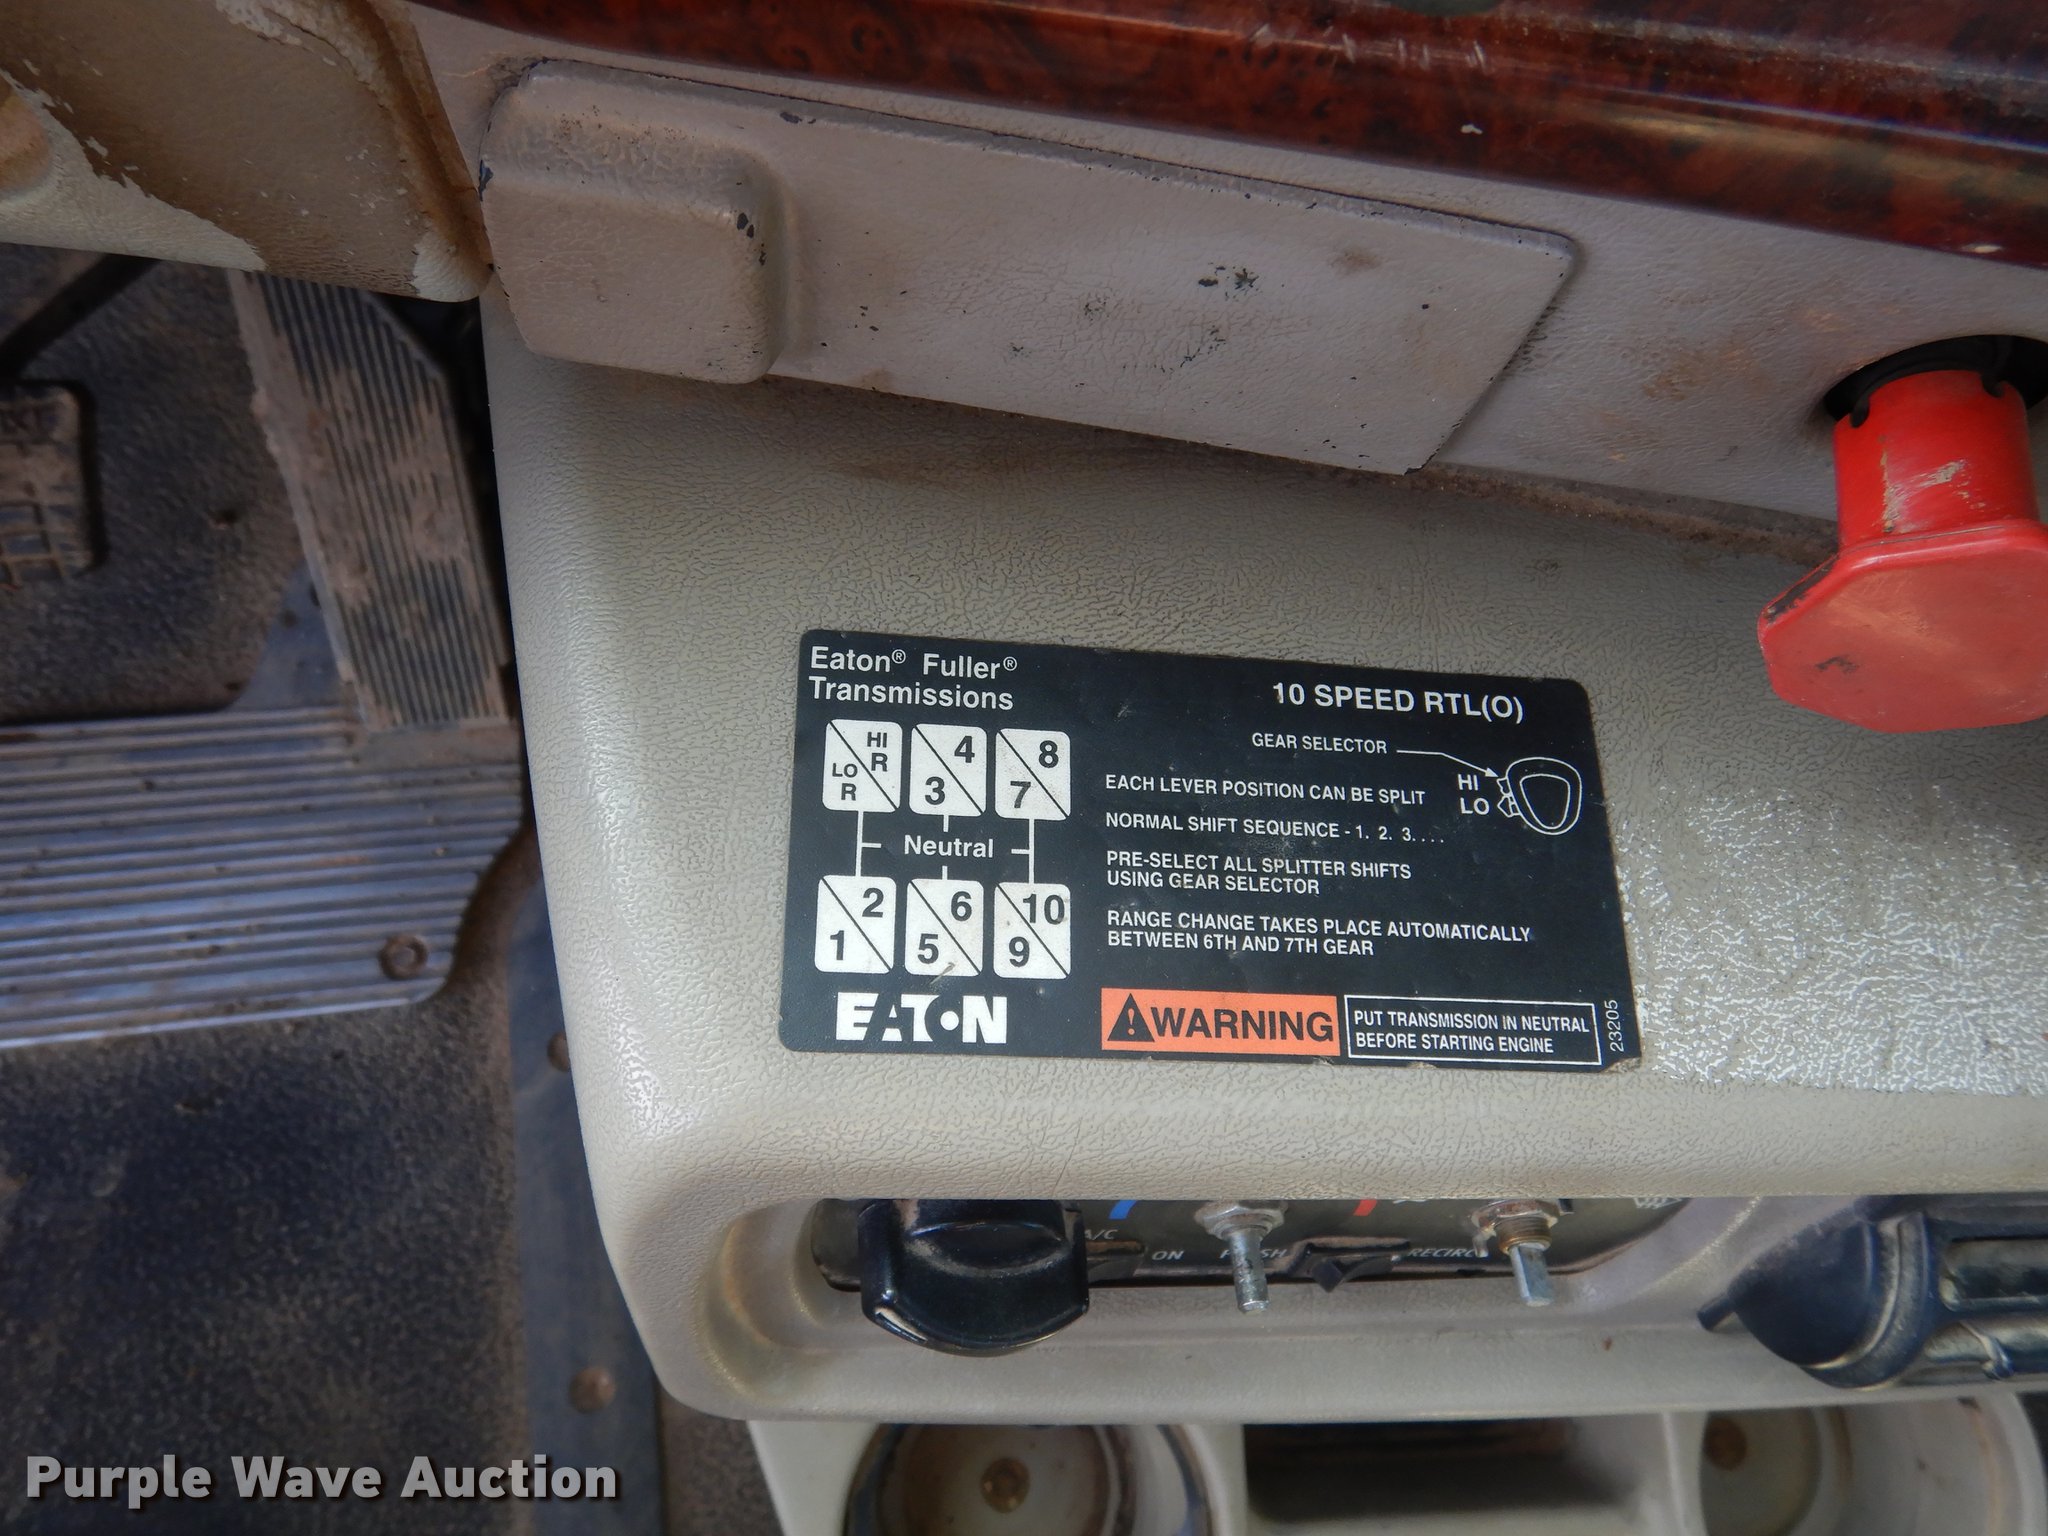 Eaton® Fuller®
Transmissions
10 SPEED RTL(O)
HI
R
LO
R
4
3
8
7
Neutral
2
1
6
5
10
9
GEAR SELECTOR
HI
LO
EACH LEVER POSITION CAN BE SPLIT
NORMAL SHIFT SEQUENCE - 1. 2. 3. . . .
PRE-SELECT ALL SPLITTER SHIFTS
USING GEAR SELECTOR
RANGE CHANGE TAKES PLACE AUTOMATICALLY
BETWEEN 6TH AND 7TH GEAR
EATON
WARNING
PUT TRANSMISSION IN NEUTRAL
BEFORE STARTING ENGINE
23205
A/C
ON
Purple Wave Auction